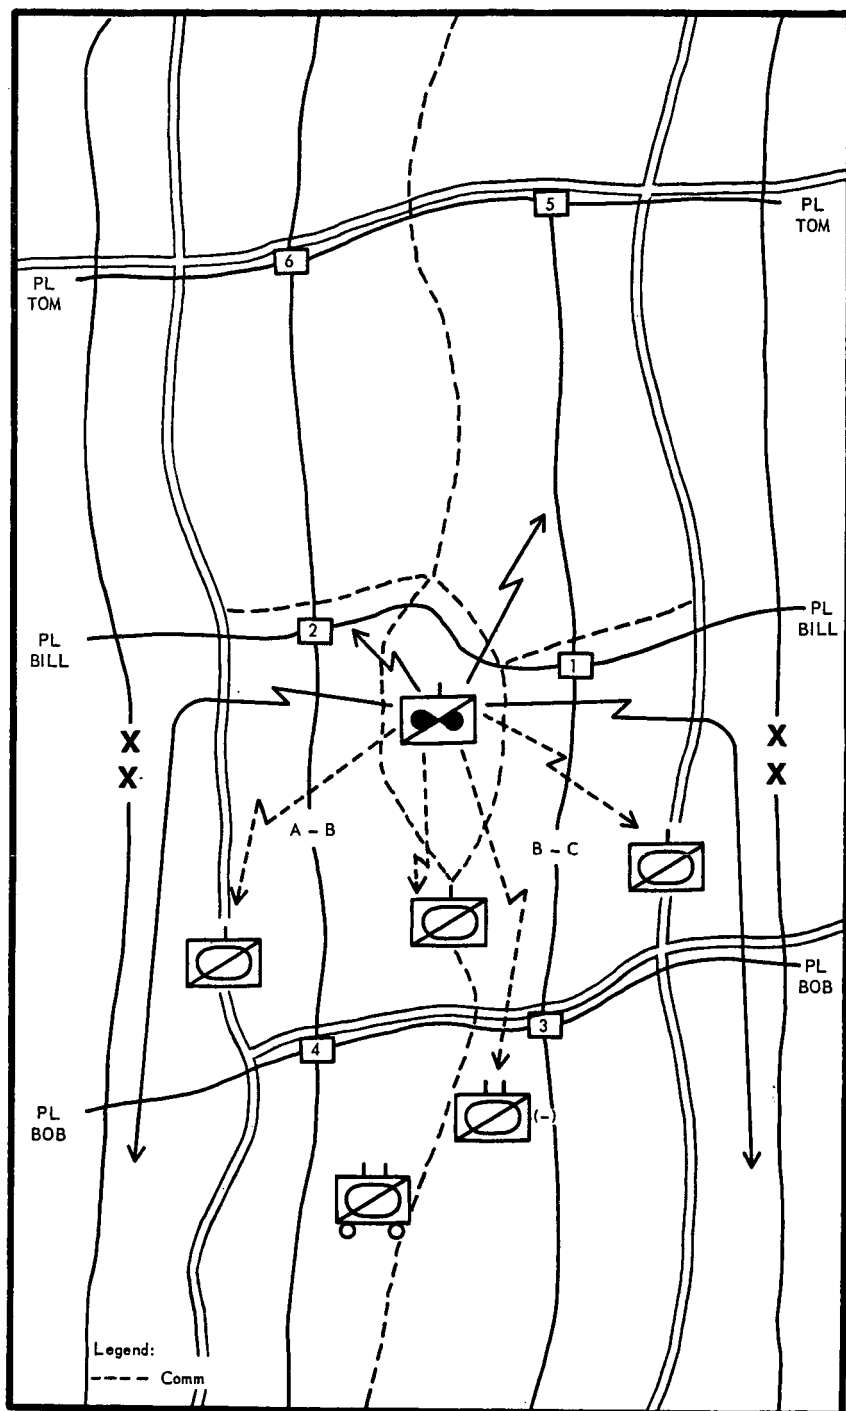 5
PL
TOM
6
PL
TOM
PL
BILL
2
PL
BILL
1
X
X
X
X
A - B
B - C
PL
BOB
3
4
PL
BOB
(-)
Legend:
---- Comm